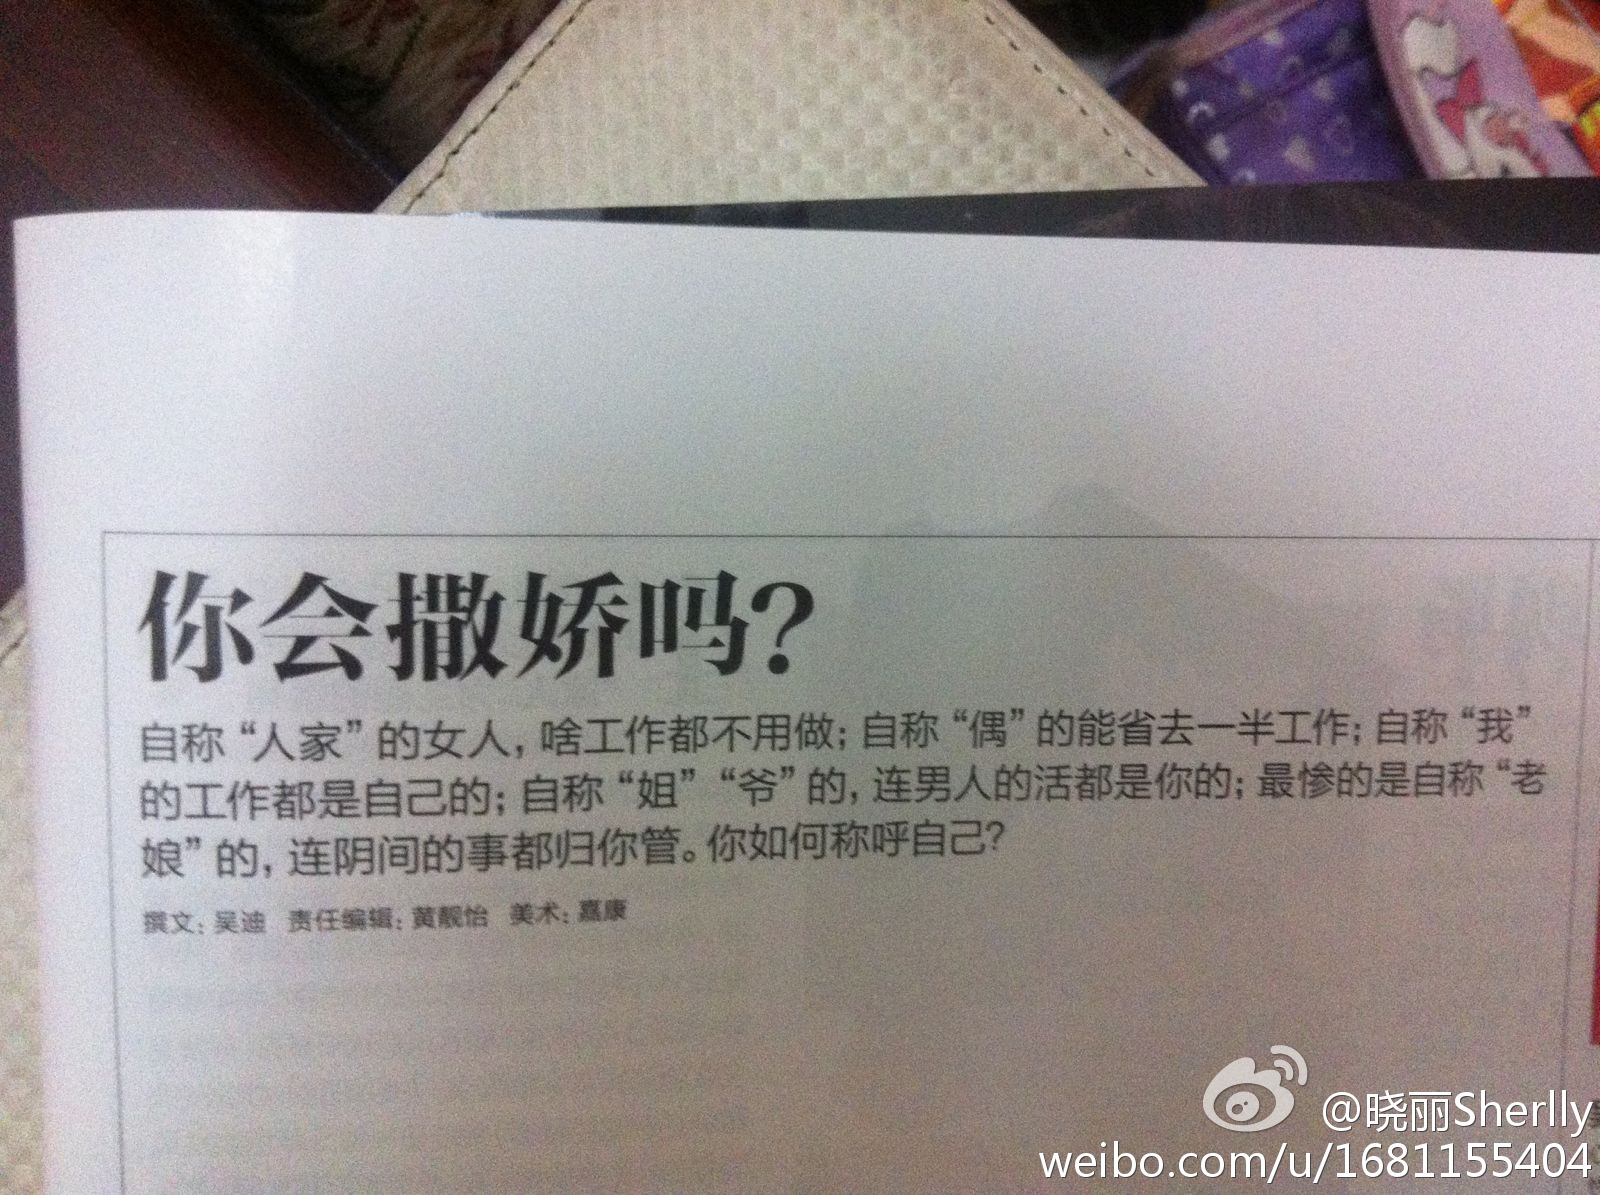 你会撒娇吗？
自称“人家”的女人，啥工作都不用做；自称“偶”的能省去一半工作；自称“我”
的工作都是自己的；自称“姐”“爷”的，连男人的活都是你的；最惨的是自称“老
娘”的，连阴间的事都归你管。你如何称呼自己？
撰文：吴迪 责任编辑：黄靓怡 美术：嘉康
@晓丽Sherlly
weibo.com/u/1681155404